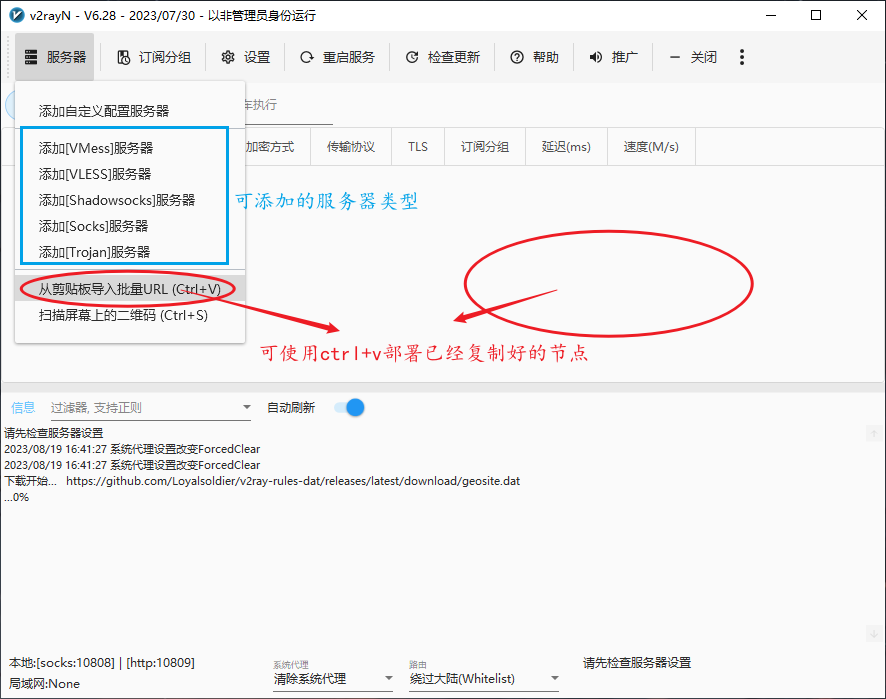 v2rayN - V6.28 - 2023/07/30 - 以非管理员身份运行
服务器 订阅分组 设置 重启服务 检查更新 帮助 推广 关闭
添加自定义配置服务器
车执行
添加[VMess]服务器
加密方式 传输协议 TLS 订阅分组 延迟(ms) 速度(M/s)
添加[VLESS]服务器
添加[Shadowsocks]服务器
可添加的服务器类型
添加[Socks]服务器
添加[Trojan]服务器
从剪贴板导入批量URL (Ctrl+V)
扫描屏幕上的二维码 (Ctrl+S)
可使用ctrl+v部署已经复制好的节点
信息 过滤器, 支持正则 自动刷新
请先检查服务器设置
2023/08/19 16:41:27 系统代理设置改变ForcedClear
2023/08/19 16:41:27 系统代理设置改变ForcedClear
下载开始... https://github.com/Loyalsoldier/v2ray-rules-dat/releases/latest/download/geosite.dat
...0%
本地:[socks:10808] | [http:10809]
局域网:None
系统代理
清除系统代理
路由
绕过大陆(Whitelist)
请先检查服务器设置